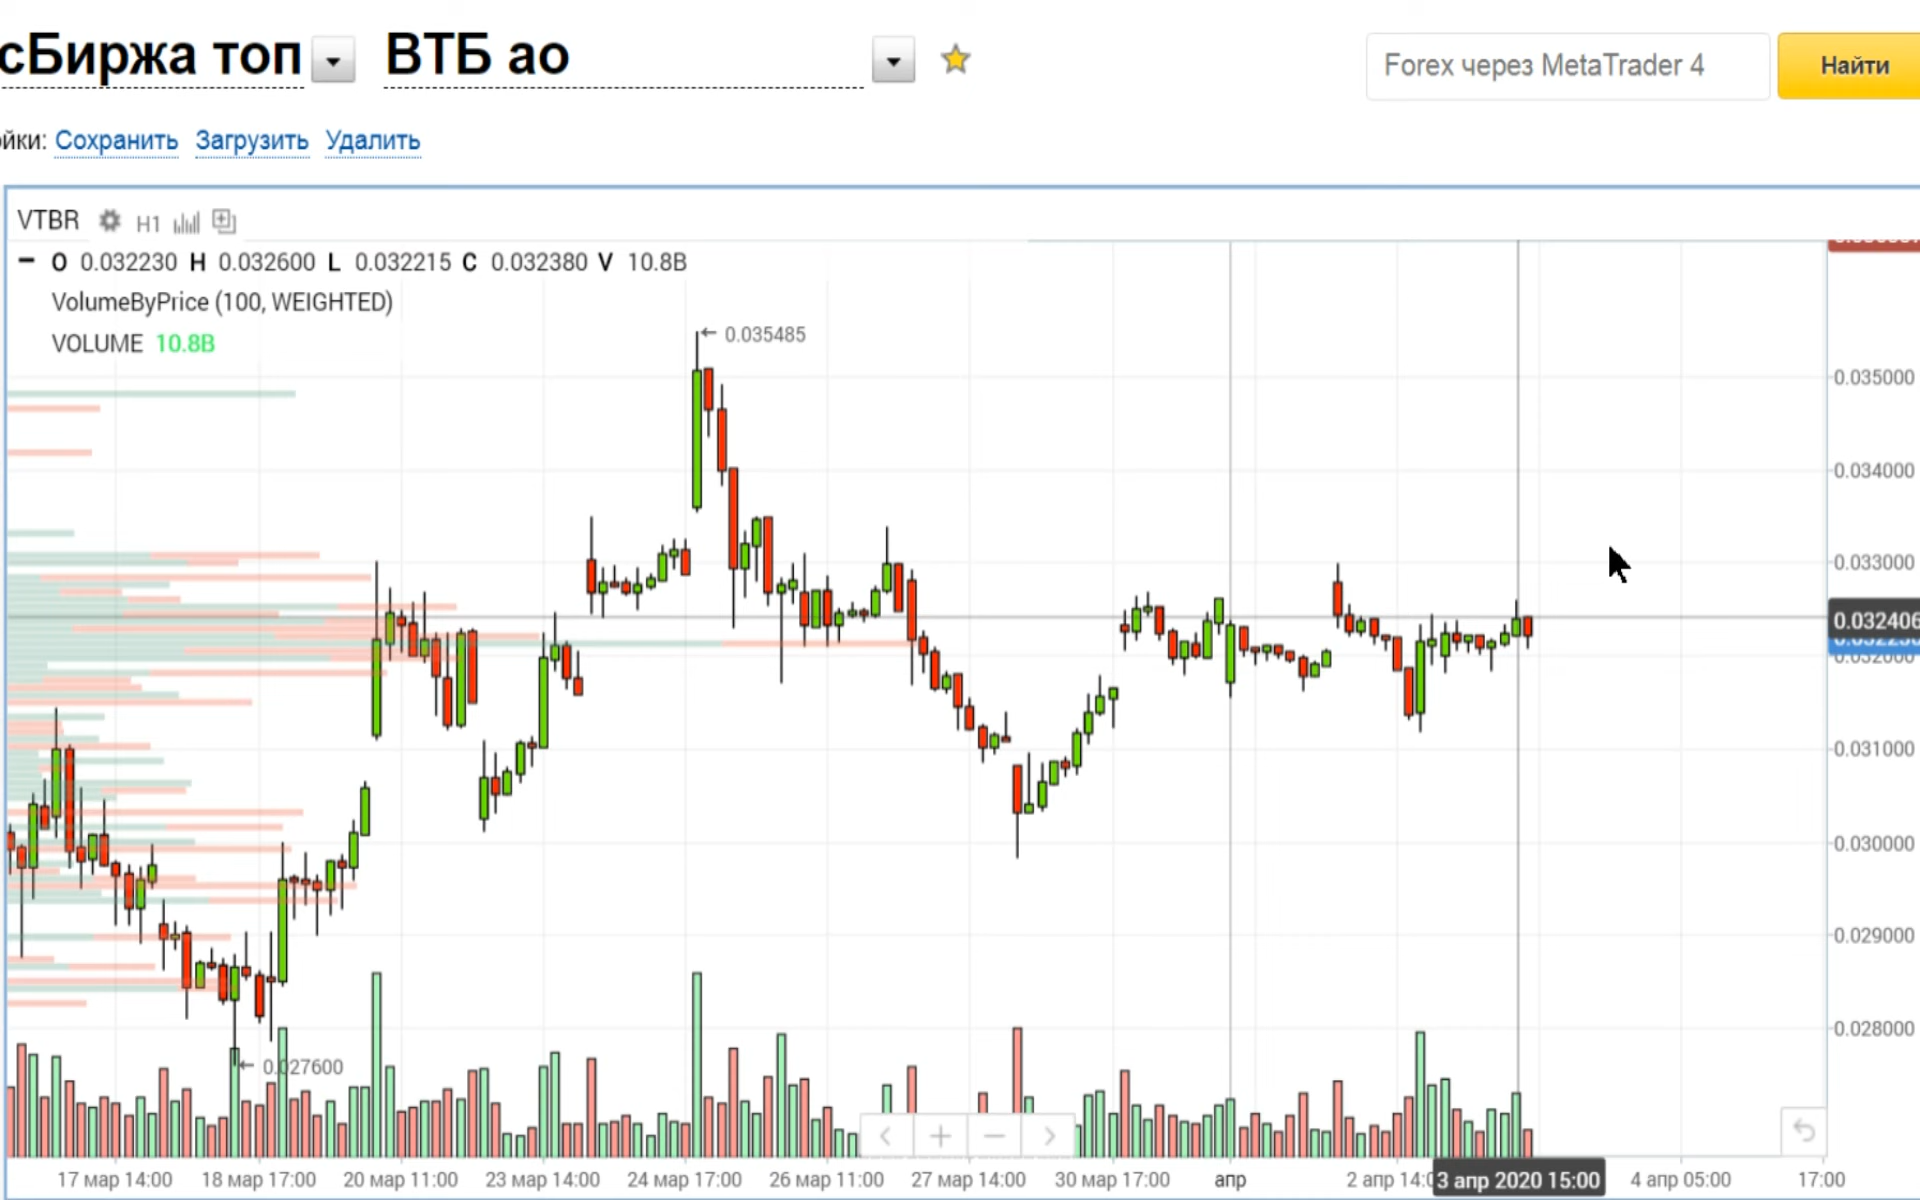 сБиржа топ ВТБ ао Forex через MetaTrader 4 Найти
йки: Сохранить Загрузить Удалить
VTBR H1
O 0.032230 H 0.032600 L 0.032215 C 0.032380 V 10.8B
VolumeByPrice (100, WEIGHTED)
VOLUME 10.8B
0.035485
0.035000
0.034000
0.033000
0.032406
0.032000
0.031000
0.030000
0.029000
0.028000
0.027600
17 мар 14:00 18 мар 17:00 20 мар 11:00 23 мар 14:00 24 мар 17:00 26 мар 11:00 27 мар 14:00 30 мар 17:00 апр 2 апр 14:0 3 апр 2020 15:00 4 апр 05:00 17:00